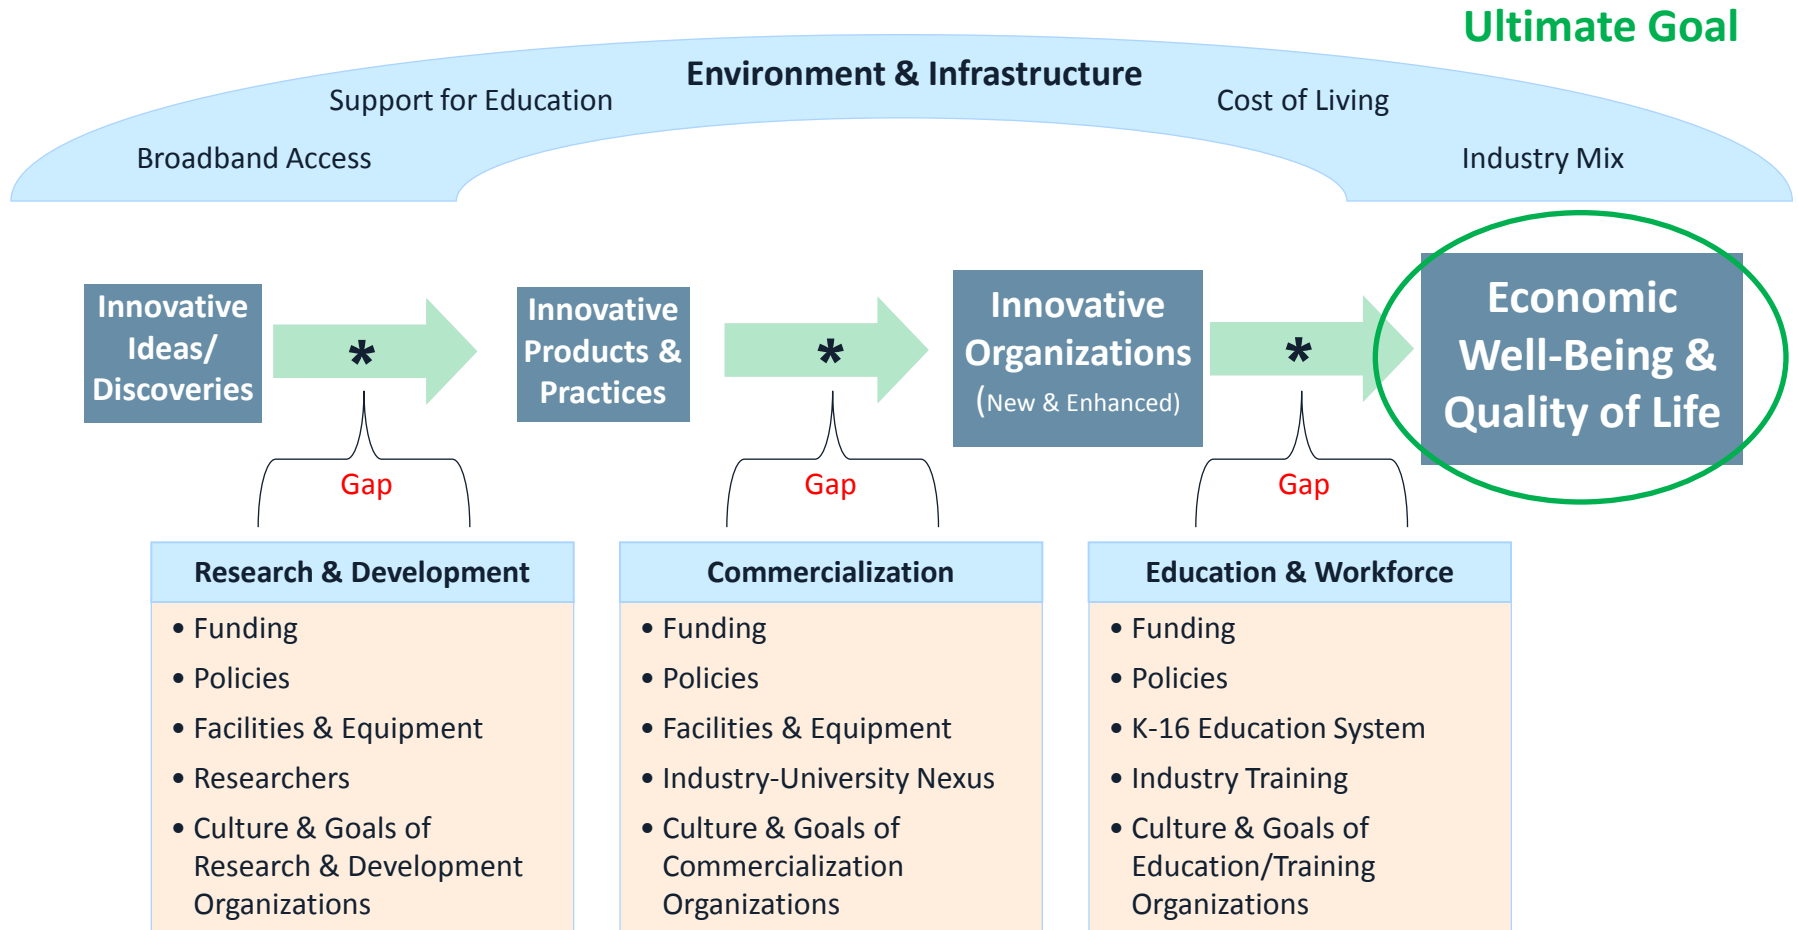 Ultimate Goal
Environment & Infrastructure
Support for Education
Cost of Living
Broadband Access
Industry Mix
Innovative
Ideas/
Discoveries
*
Innovative
Products &
Practices
*
Innovative
Organizations
(New & Enhanced)
*
Economic
Well-Being &
Quality of Life
Gap
Gap
Gap
Research & Development
• Funding
• Policies
• Facilities & Equipment
• Researchers
• Culture & Goals of
Research & Development
Organizations
Commercialization
• Funding
• Policies
• Facilities & Equipment
• Industry-University Nexus
• Culture & Goals of
Commercialization
Organizations
Education & Workforce
• Funding
• Policies
• K-16 Education System
• Industry Training
• Culture & Goals of
Education/Training
Organizations